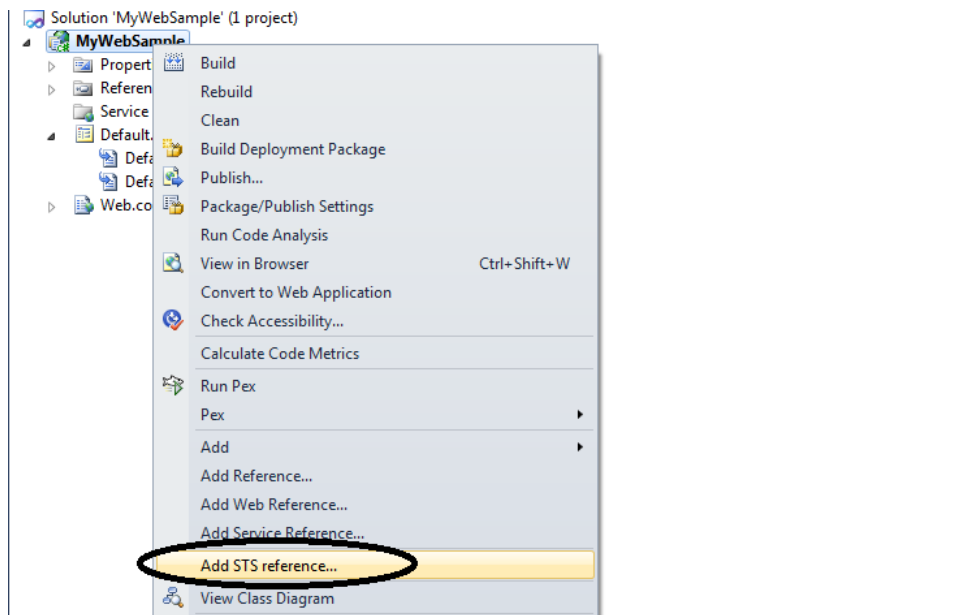 Solution 'MyWebSample' (1 project)
MyWebSample
Propert
Build
Referen
Rebuild
Service
Clean
Default.
Build Deployment Package
Defa
Publish...
Defa
Web.co
Package/Publish Settings
Run Code Analysis
View in Browser Ctrl+Shift+W
Convert to Web Application
Check Accessibility...
Calculate Code Metrics
Run Pex
Pex
Add
Add Reference...
Add Web Reference...
Add Service Reference...
Add STS reference...
View Class Diagram